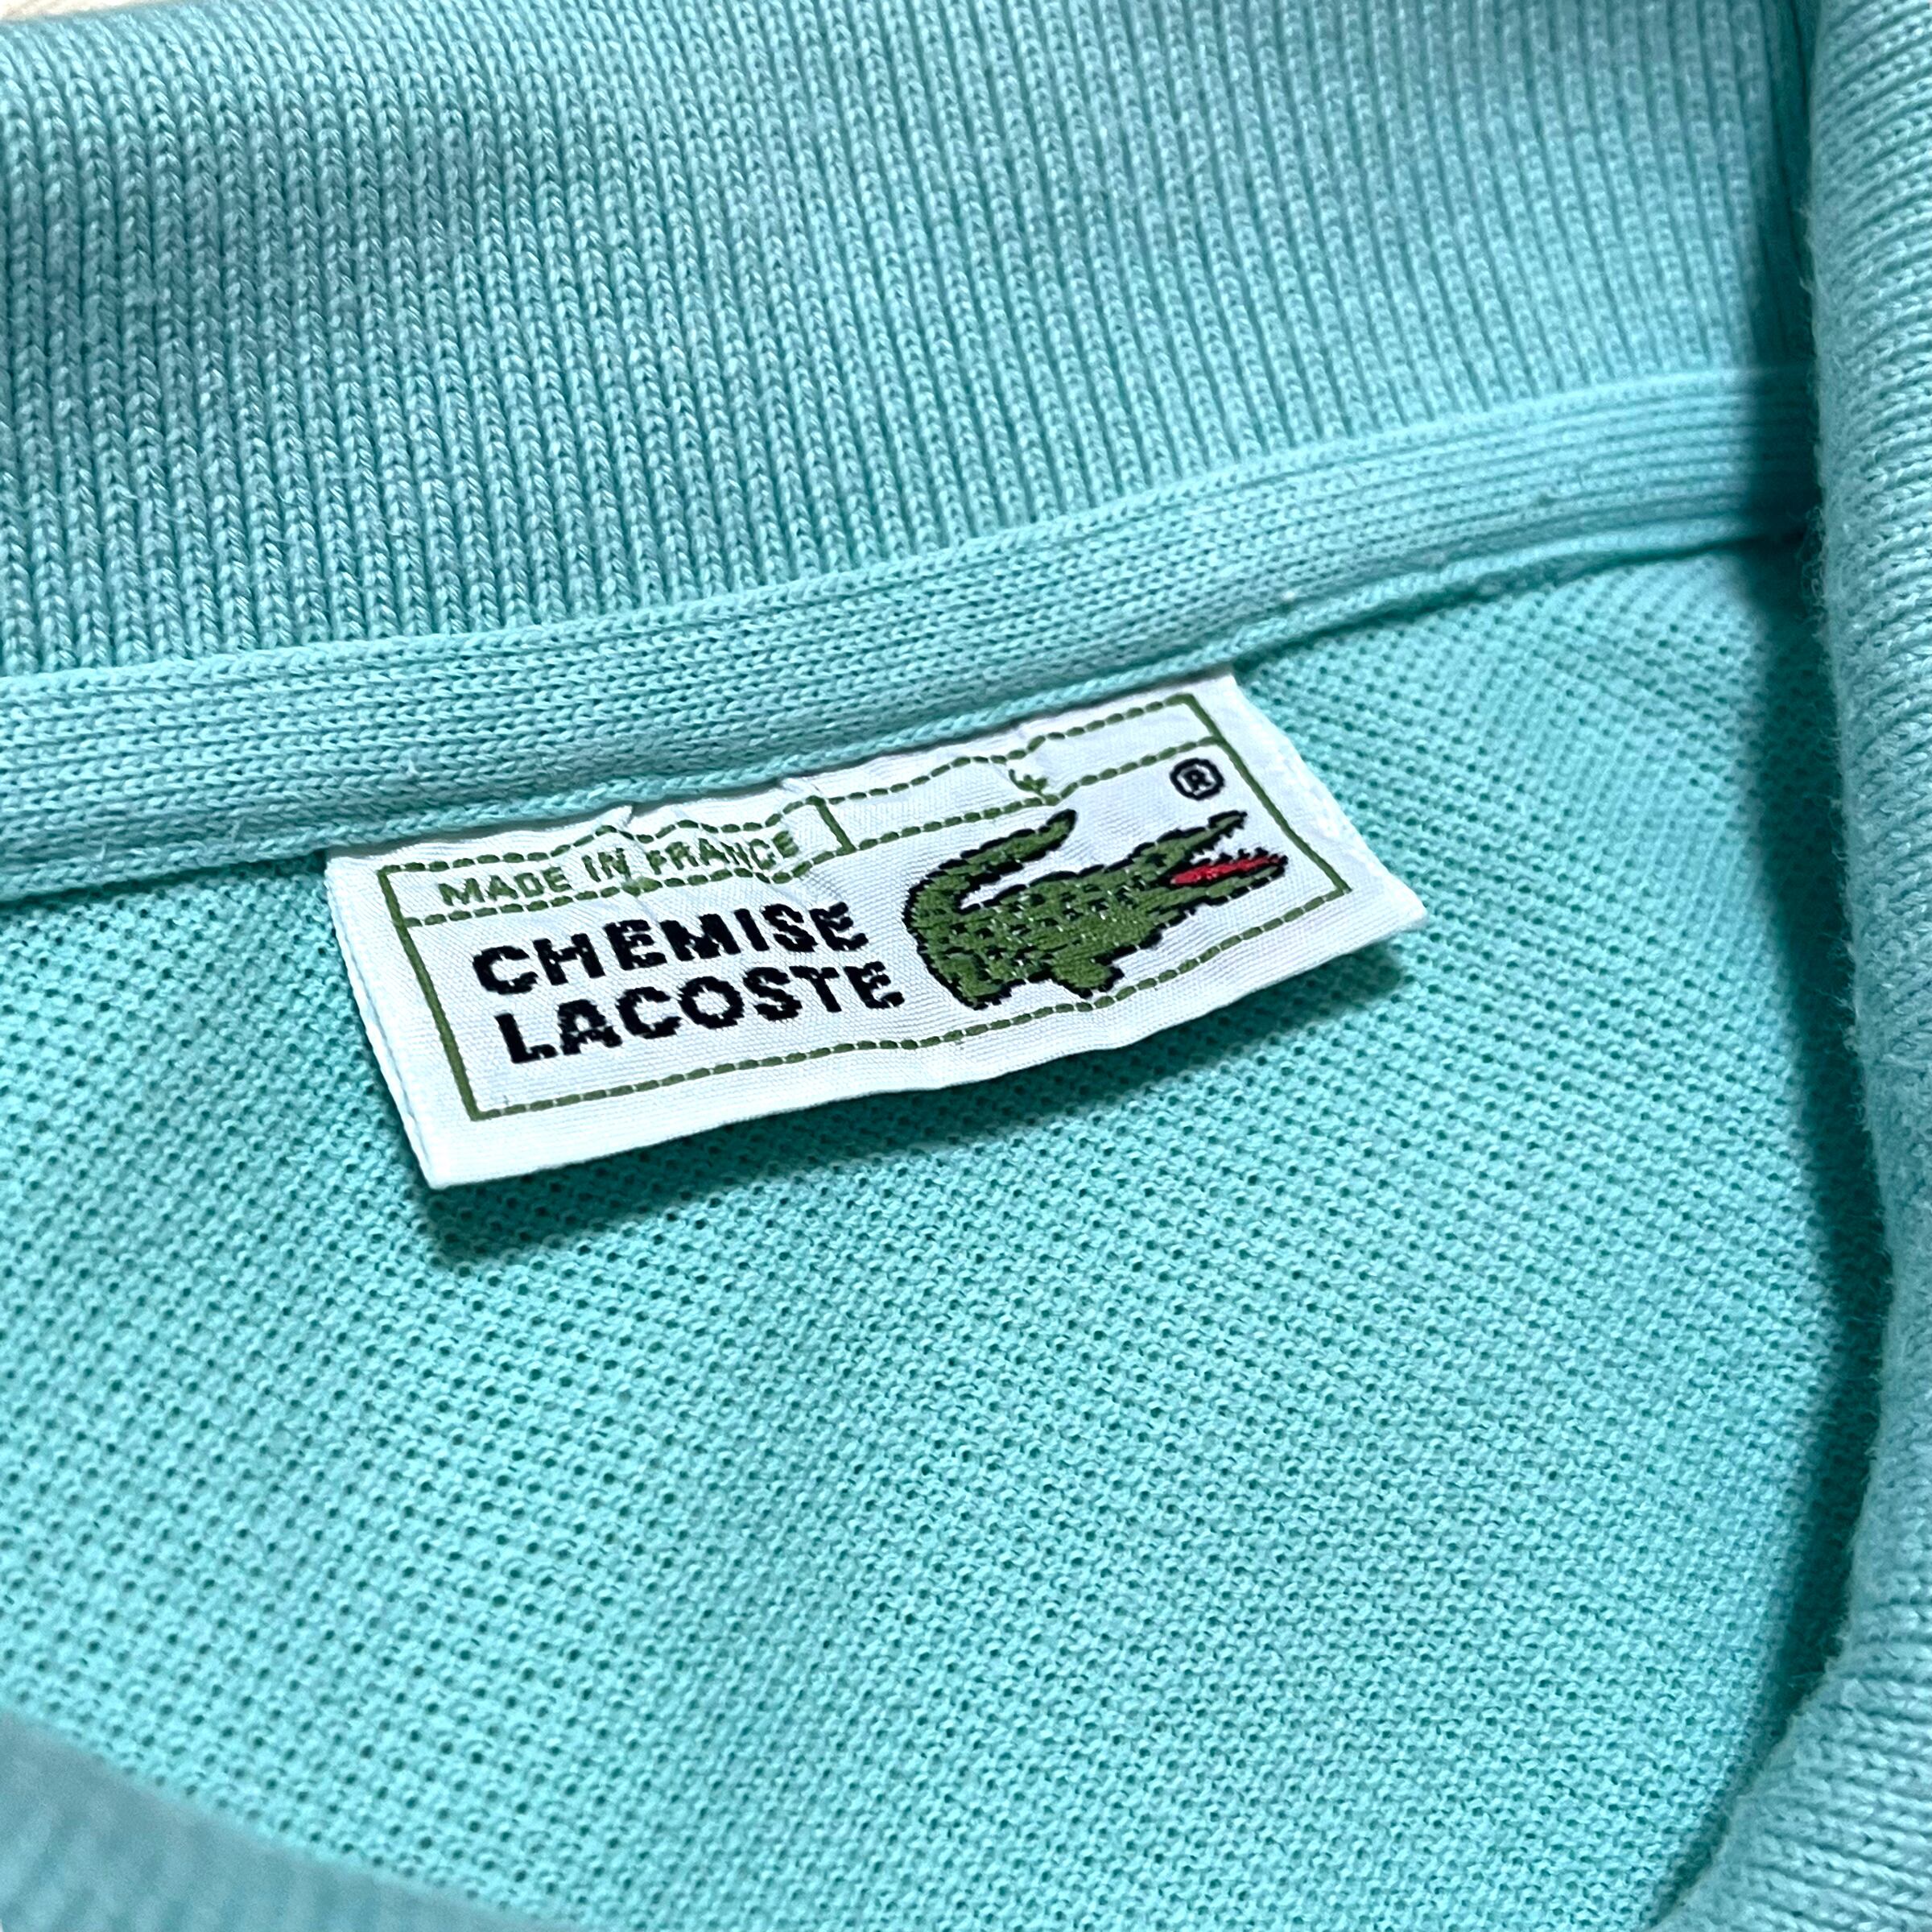 MADE IN FRANCE
CHEMISE
LACOSTE
®